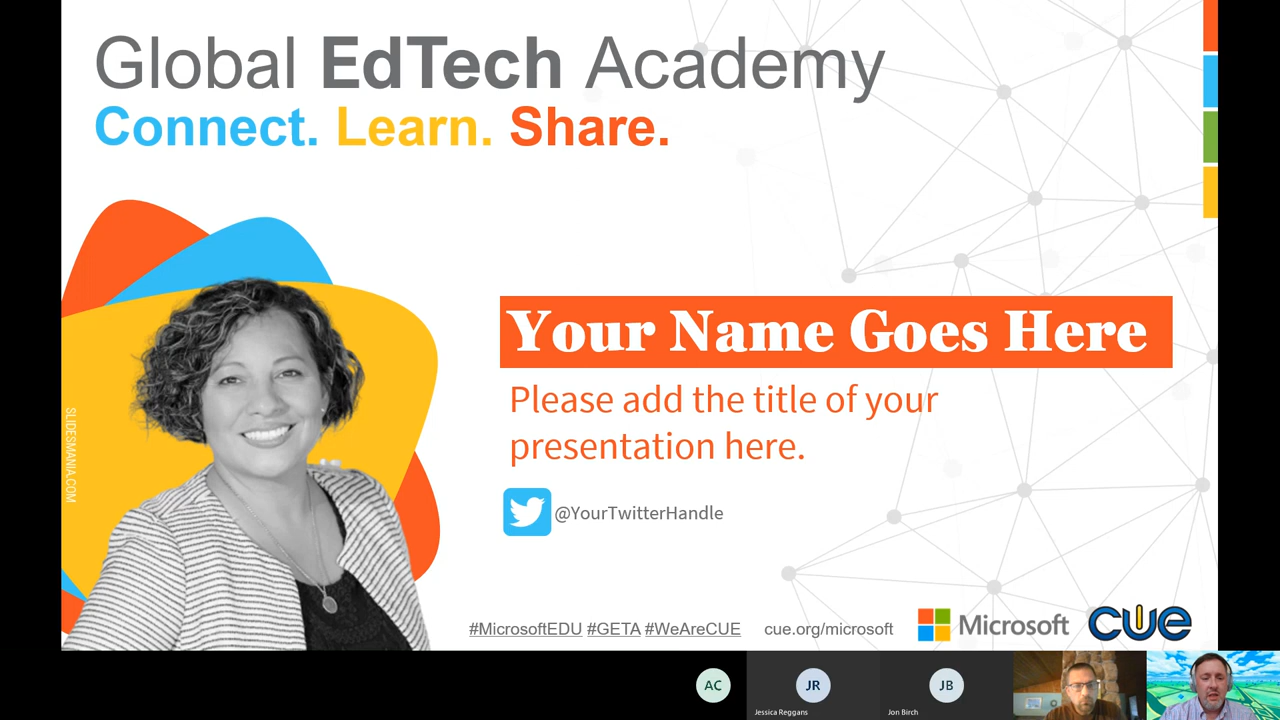 Global EdTech Academy
Connect. Learn. Share.
SLIDESMANIA.COM
Your Name Goes Here
Please add the title of your
presentation here.
@YourTwitterHandle
#MicrosoftEDU #GETA #WeAreCUE cue.org/microsoft Microsoft CUE
AC JR JB
Jessica Reggans Jon Birch